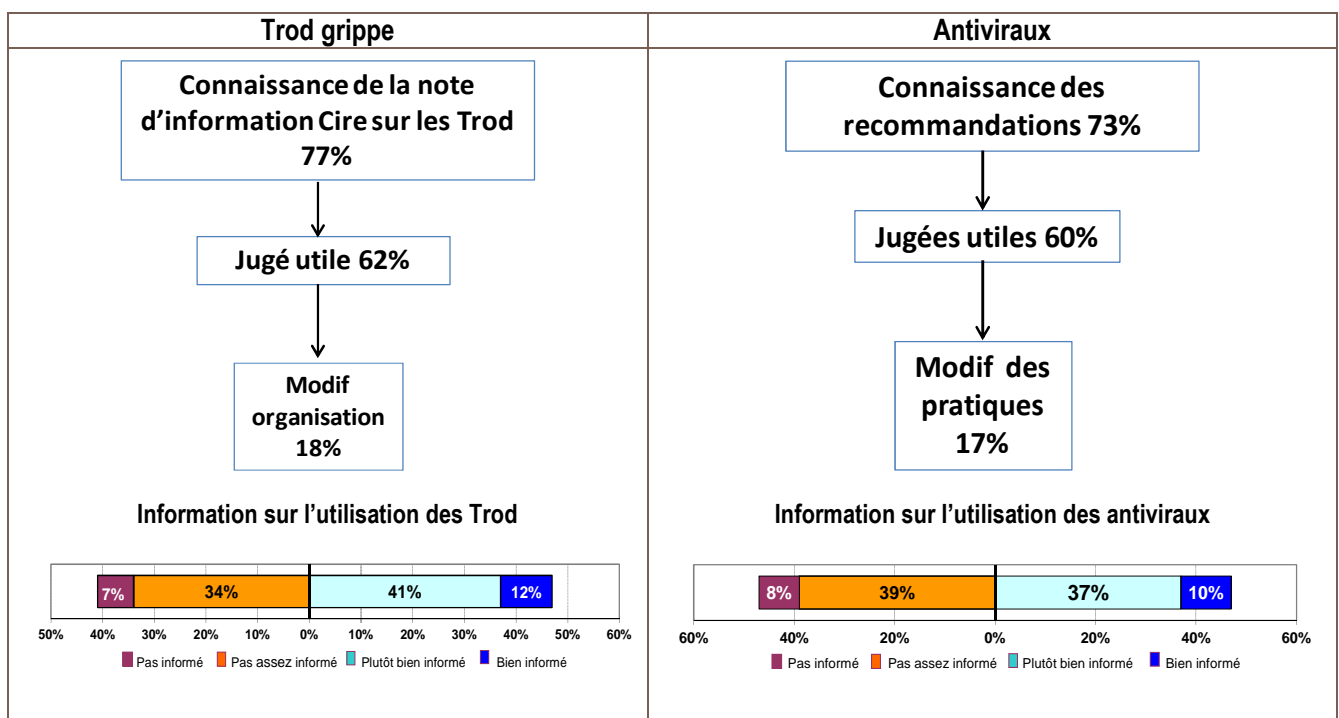 Trod grippe
Connaissance de la note
d’information Cire sur les Trod
77%
Jugé utile 62%
Modif
organisation
18%
Information sur l’utilisation des Trod
7% 34% 41% 12%
50% 40% 30% 20% 10% 0% 10% 20% 30% 40% 50% 60%
Pas informé Pas assez informé Plutôt bien informé Bien informé
Antiviraux
Connaissance des
recommandations 73%
Jugées utiles 60%
Modif des
pratiques
17%
Information sur l’utilisation des antiviraux
8% 39% 37% 10%
60% 40% 20% 0% 20% 40% 60%
Pas informé Pas assez informé Plutôt bien informé Bien informé